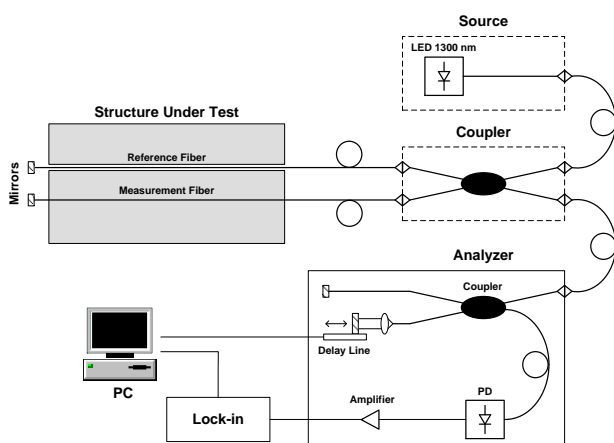 Source
LED 1300 nm
Structure Under Test
Coupler
Reference Fiber
Mirrors
Measurement Fiber
Analyzer
Coupler
Delay Line
PC
Amplifier
PD
Lock-in